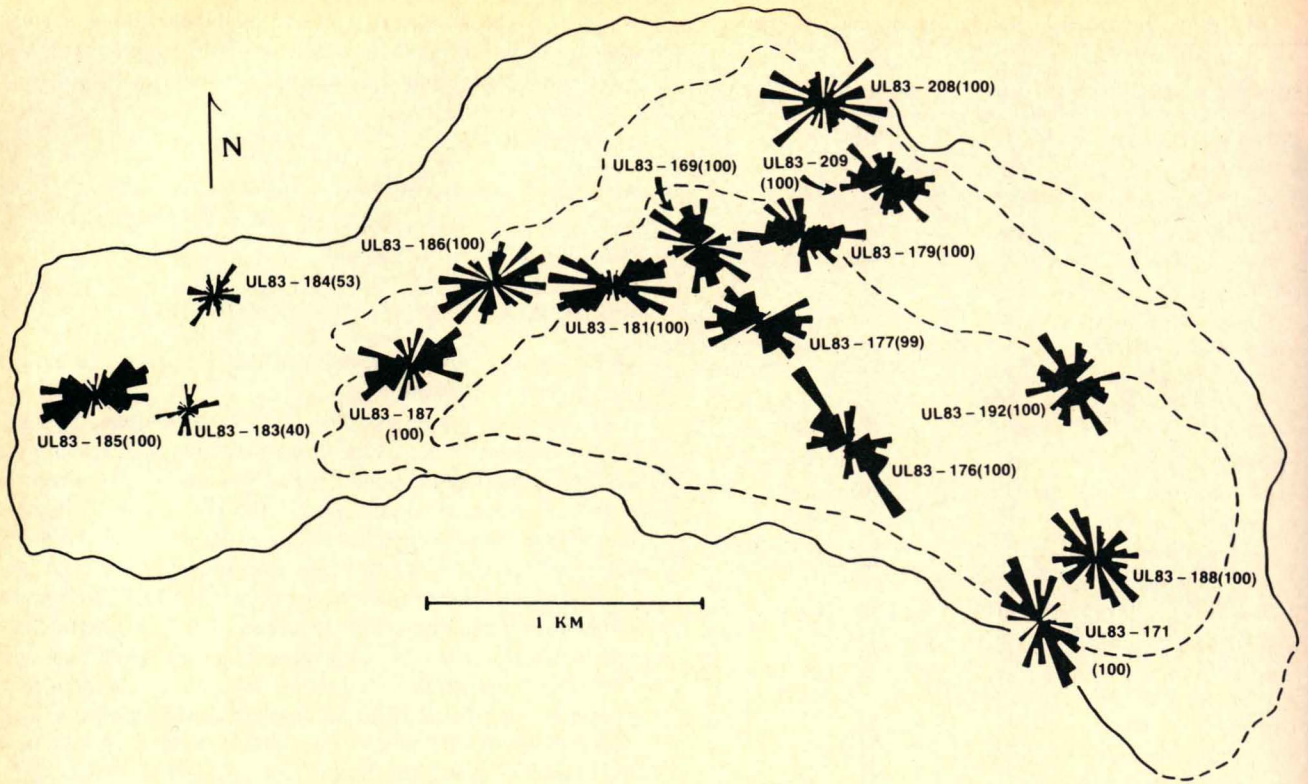 UL83-208(100)
N
UL83-169(100)
UL83-209
(100)
UL83-186(100)
UL83-179(100)
UL83-184(53)
UL83-181(100)
UL83-177(99)
UL83-187
(100)
UL83-192(100)
UL83-185(100)
UL83-183(40)
UL83-176(100)
UL83-188(100)
1 KM
UL83-171
(100)